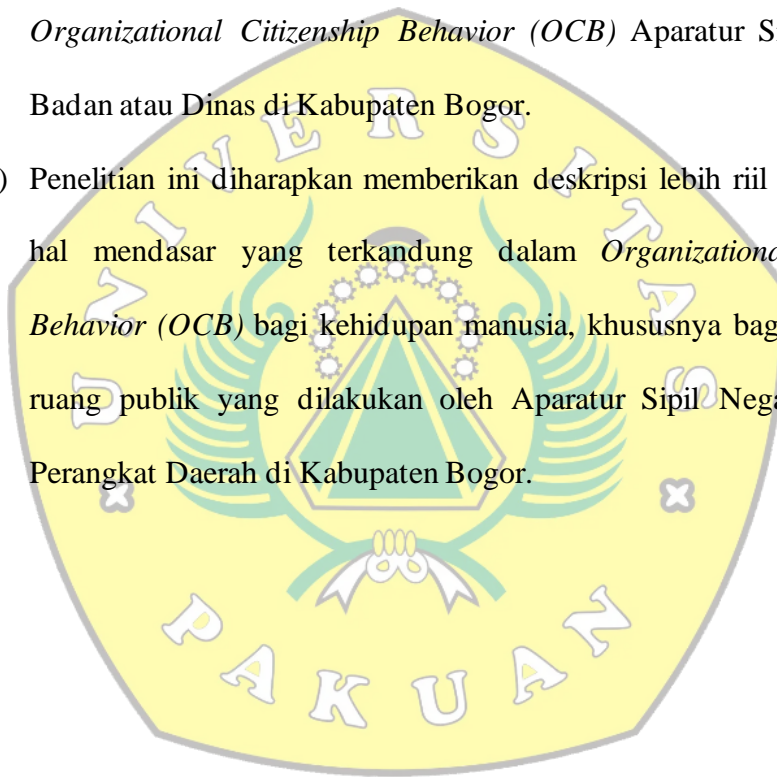 Organizational Citizenship Behavior (OCB) Aparatur
Badan atau Dinas di Kabupaten Bogor.
) Penelitian ini diharapkan memberikan deskripsi lebih riil
hal mendasar yang terkandung dalam
Behavior (OCB) bagi kehidupan manusia, khususnya
ruang publik yang dilakukan oleh Aparatur Sipil
Perangkat Daerah di Kabupaten Bogor.
UNIVERSITAS
PAKUAN